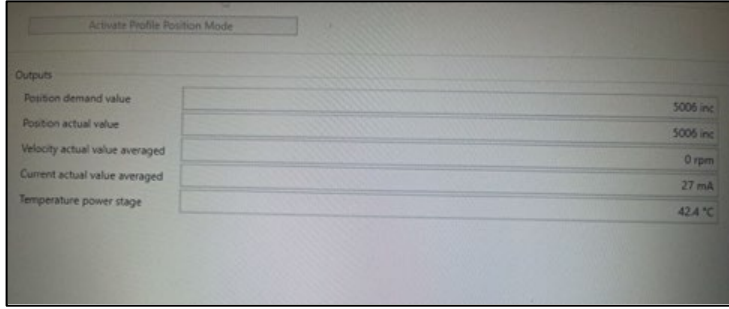 Activate Profile Position Mode
Outputs
Position demand value 5006 inc
Position actual value 5006 inc
Velocity actual value averaged 0 rpm
Current actual value averaged 27 mA
Temperature power stage 42.4 °C